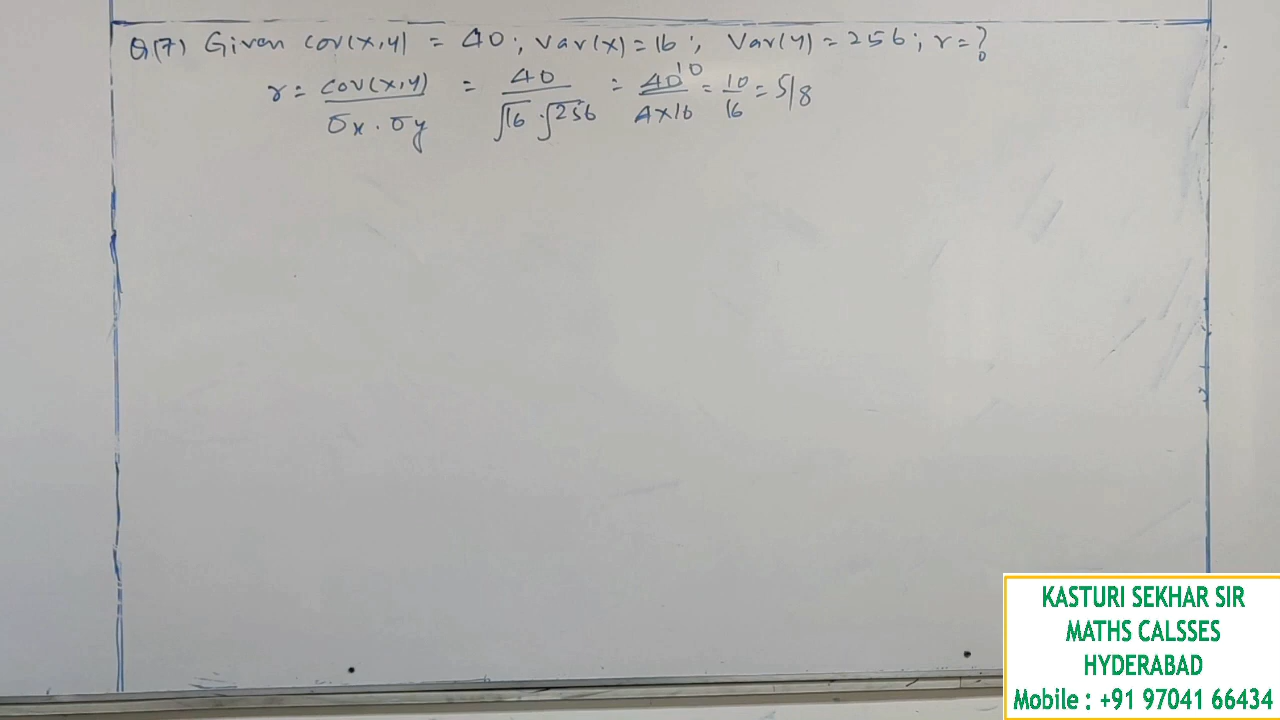 Q(7) Given cov(x,y) = 40; Var(x) = 16; Var(y) = 256; r = ?
r = cov(x,y) / σx · σy = 40 / √16 · √256 = 40 10 / 4×16 = 10/16 = 5/8
KASTURI SEKHAR SIR
MATHS CALSSES
HYDERABAD
Mobile : +91 97041 66434